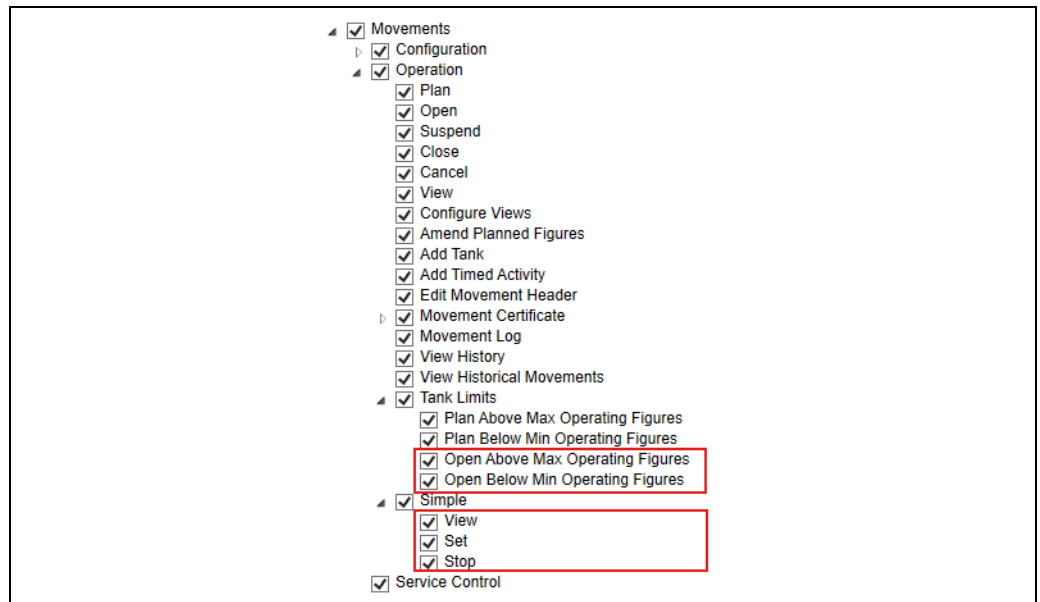 Movements
Configuration
Operation
Plan
Open
Suspend
Close
Cancel
View
Configure Views
Amend Planned Figures
Add Tank
Add Timed Activity
Edit Movement Header
Movement Certificate
Movement Log
View History
View Historical Movements
Tank Limits
Plan Above Max Operating Figures
Plan Below Min Operating Figures
Open Above Max Operating Figures
Open Below Min Operating Figures
Simple
View
Set
Stop
Service Control